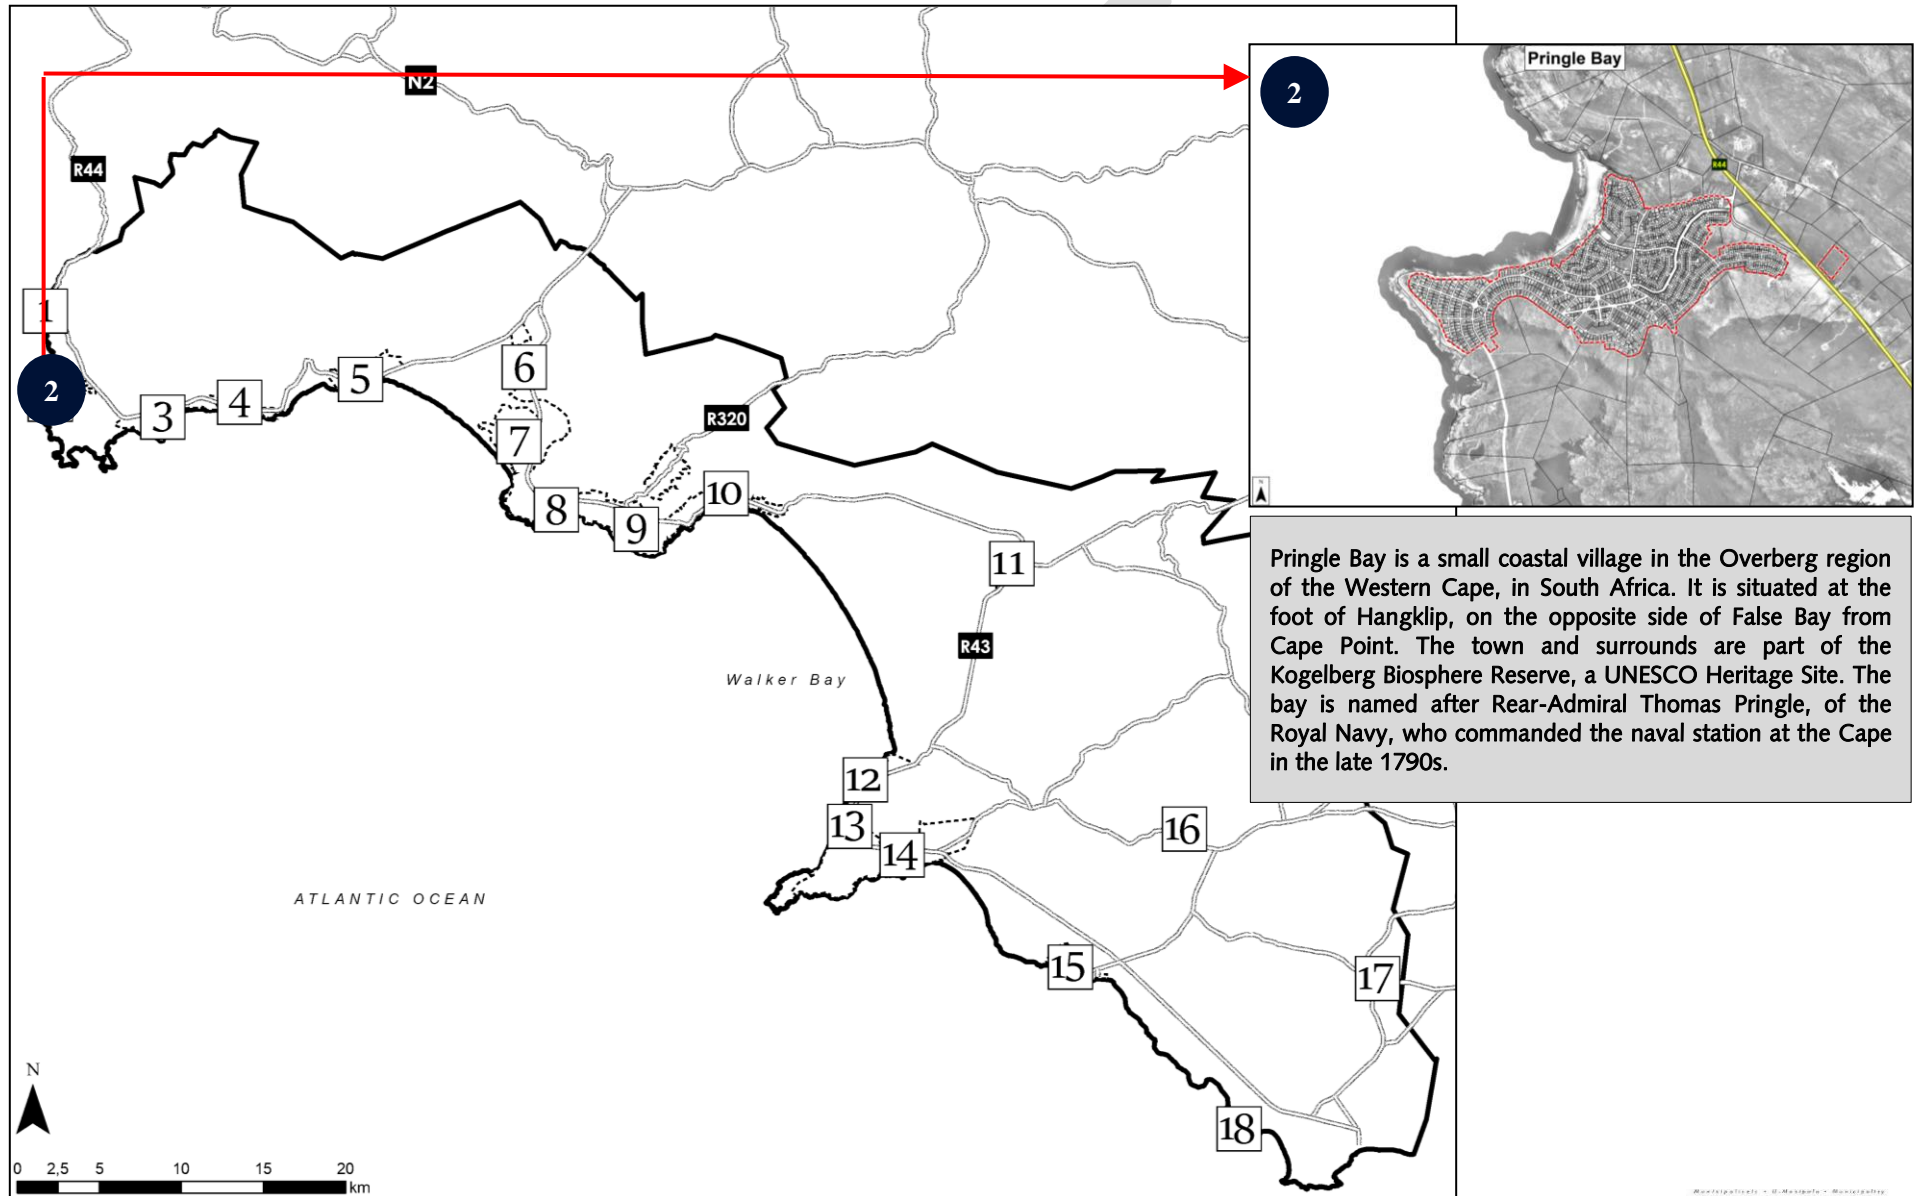 N2
R44
1
2
3
4
5
6
7
R320
8
9
10
11
R43
Walker Bay
12
13
14
16
ATLANTIC OCEAN
15
17
18
N
0 2,5 5 10 15 20
km
2
Pringle Bay
R44
N
Pringle Bay is a small coastal village in the Overberg region
of the Western Cape, in South Africa. It is situated at the
foot of Hangklip, on the opposite side of False Bay from
Cape Point. The town and surrounds are part of the
Kogelberg Biosphere Reserve, a UNESCO Heritage Site. The
bay is named after Rear-Admiral Thomas Pringle, of the
Royal Navy, who commanded the naval station at the Cape
in the late 1790s.